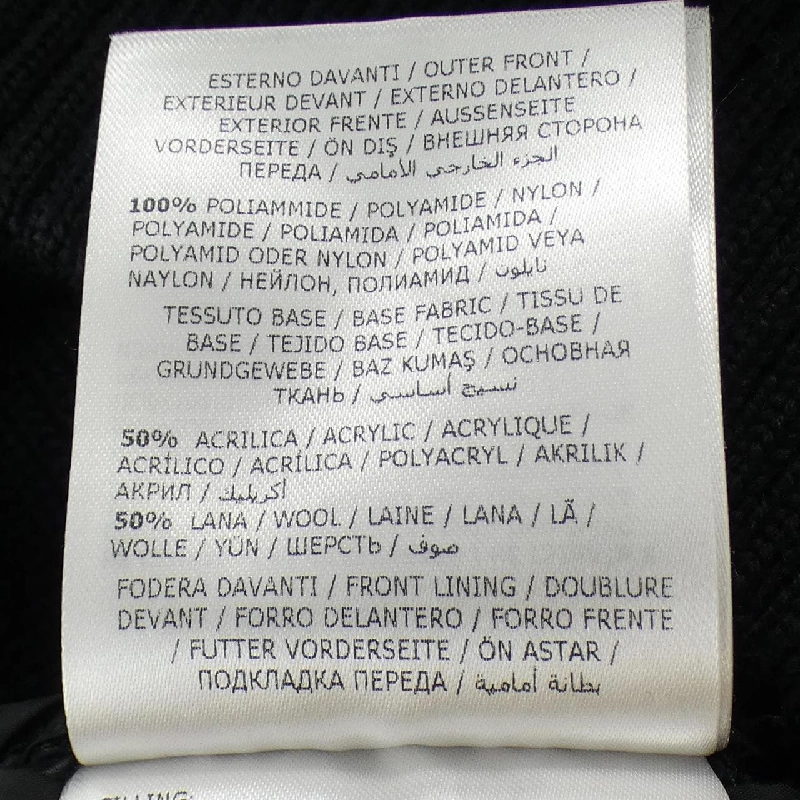 ESTERNO DAVANTI / OUTER FRONT /
EXTERIEUR DEVANT / EXTERNO DELANTERO /
EXTERIOR FRENTE / AUSSENSEITE
VORDERSEITE / ÖN DIŞ / ВНЕШНЯЯ СТОРОНА
ПЕРЕДА / الجزء الخارجي الأمامي
100% POLIAMMIDE / POLYAMIDE / NYLON /
POLYAMIDE / POLIAMIDA / POLIAMIDA /
POLYAMID ODER NYLON / POLYAMID VEYA
NAYLON / НЕЙЛОН, ПОЛИАМИД / نايلون
TESSUTO BASE / BASE FABRIC / TISSU DE
BASE / TEJIDO BASE / TECIDO-BASE /
GRUNDGEWEBE / BAZ KUMAŞ / ОСНОВНАЯ
ТКАНЬ / نسيج أساسي
50% ACRILICA / ACRYLIC / ACRYLIQUE /
ACRÍLICO / ACRÍLICA / POLYACRYL / AKRILIK /
АКРИЛ / أكريليك
50% LANA / WOOL / LAINE / LANA / LÃ /
WOLLE / YÜN / ШЕРСТЬ / صوف
FODERA DAVANTI / FRONT LINING / DOUBLURE
DEVANT / FORRO DELANTERO / FORRO FRENTE
/ FUTTER VORDERSEITE / ÖN ASTAR /
ПОДКЛАДКА ПЕРЕДА / بطانة أمامية